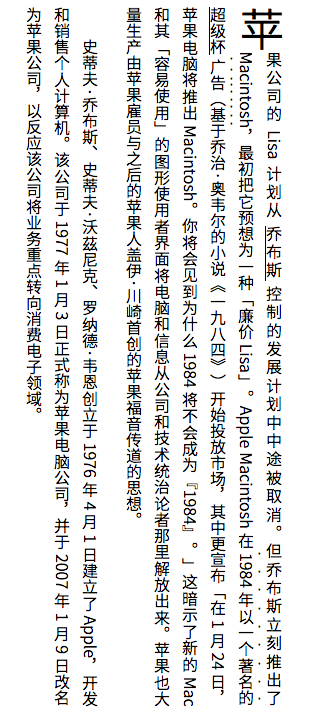 苹果公司的 Lisa 计划从 乔布斯 控制的发展计划中中途被取消。但乔布斯立刻推出了
Macintosh，最初把它预想为一种「廉价 Lisa」。Apple Macintosh 在 1984 年以一个著名的
超级杯 广告（基于乔治·奥韦尔的小说《一九八四》）开始投放市场，其中更宣布「在 1 月 24 日，
苹果电脑将推出 Macintosh。你将会见到为什么 1984 将不会成为『1984』。」这暗示了新的 Mac
和其「容易使用」的图形使用者界面将电脑和信息从公司和技术统治论者那里解放出来。苹果也大
量生产由苹果雇员与之后的苹果人盖伊·川崎首创的苹果福音传道的思想。
史蒂夫·乔布斯、史蒂夫·沃兹尼克、罗纳德·韦恩创立于 1976 年 4 月 1 日建立了 Apple，开发
和销售个人计算机。该公司于 1977 年 1 月 3 日正式称为苹果电脑公司，并于 2007 年 1 月 9 日改名
为苹果公司，以反应该公司将业务重点转向消费电子领域。